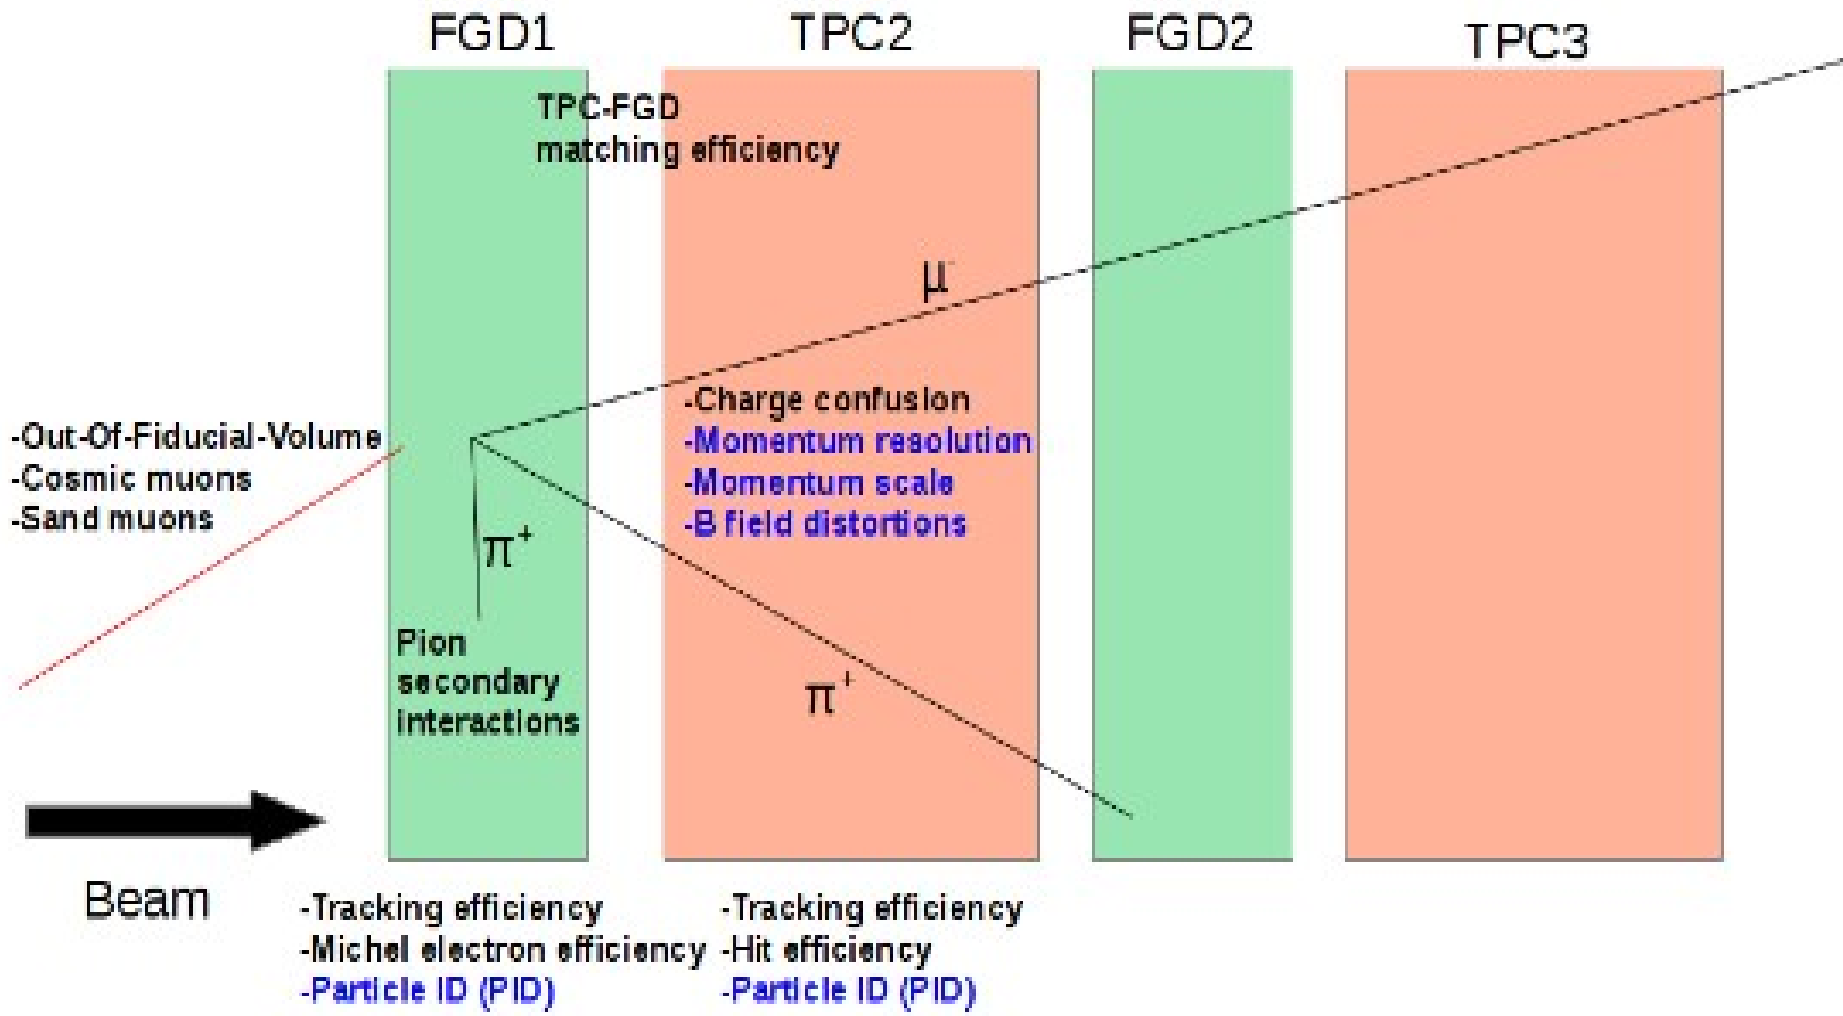 FGD1
TPC2
FGD2
TPC3
TPC-FGD
matching efficiency
μ-
-Charge confusion
-Momentum resolution
-Momentum scale
-B field distortions
-Out-Of-Fiducial-Volume
-Cosmic muons
-Sand muons
π+
Pion
secondary
interactions
π+
Beam
-Tracking efficiency
-Michel electron efficiency
-Particle ID (PID)
-Tracking efficiency
-Hit efficiency
-Particle ID (PID)